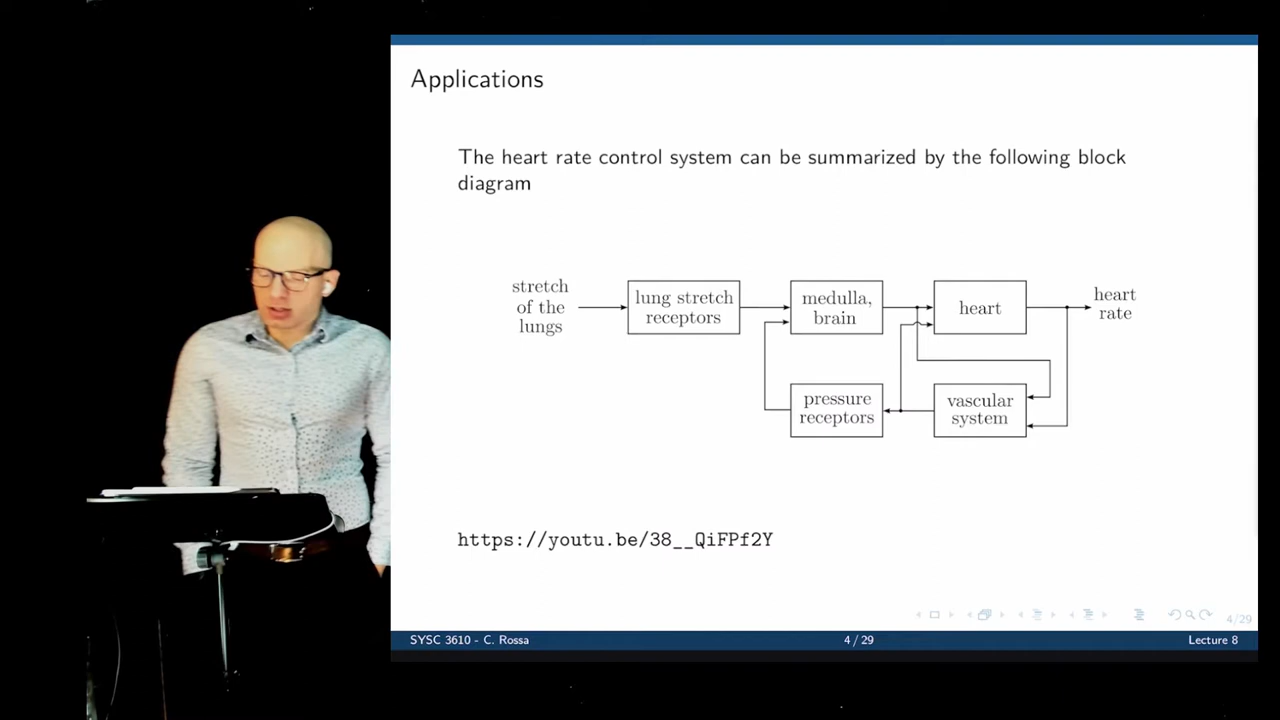 Applications
The heart rate control system can be summarized by the following block
diagram
stretch
of the
lungs
lung stretch
receptors
medulla,
brain
heart
heart
rate
pressure
receptors
vascular
system
https://youtu.be/38__QiFPf2Y
4/29
SYSC 3610 - C. Rossa
4 / 29
Lecture 8